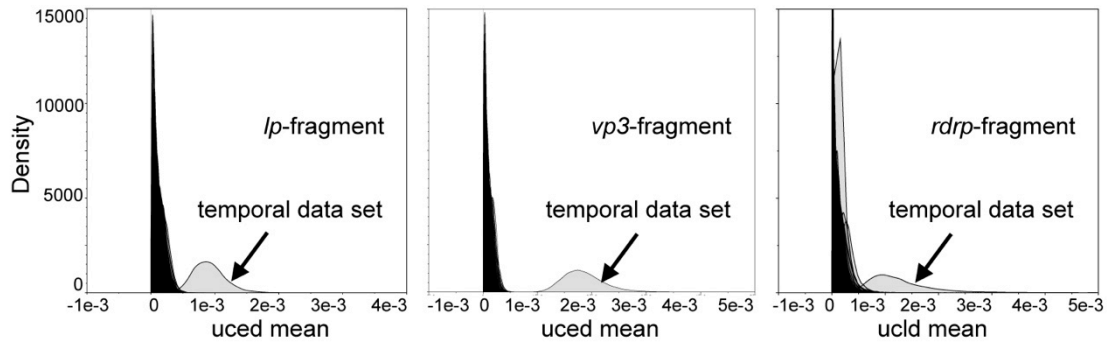 15000
10000
5000
0
Density
lp-fragment
temporal data set
-1e-3 0 1e-3 2e-3 3e-3 4e-3
uced mean
vp3-fragment
temporal data set
-1e-3 0 1e-3 2e-3 3e-3 5e-3
uced mean
rdrp-fragment
temporal data set
-1e-3 0 1e-3 2e-3 3e-3 4e-3 5e-3
ucld mean